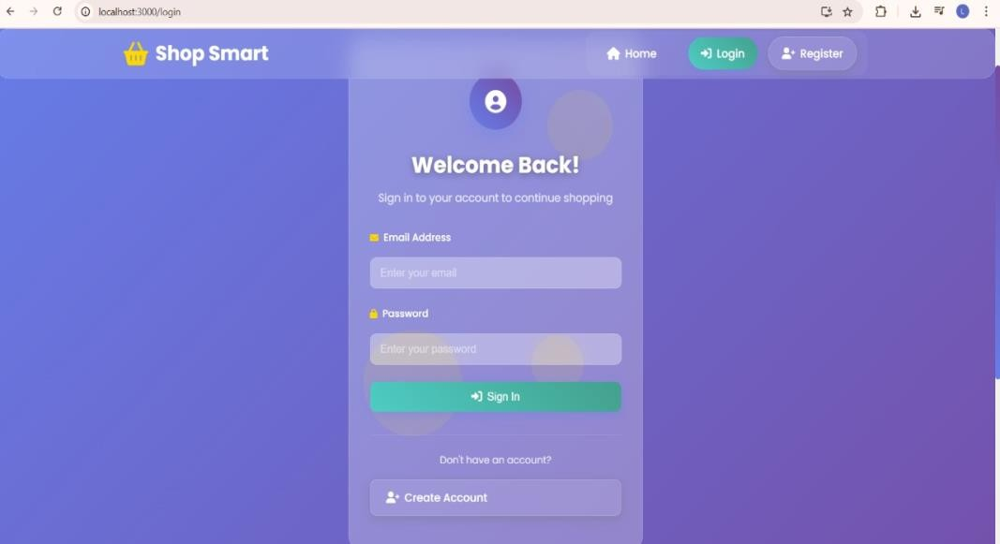 localhost:3000/login
L
Shop Smart
Home
Login
Register
Welcome Back!
Sign in to your account to continue shopping
Email Address
Enter your email
Password
Enter your password
Sign In
Don't have an account?
Create Account